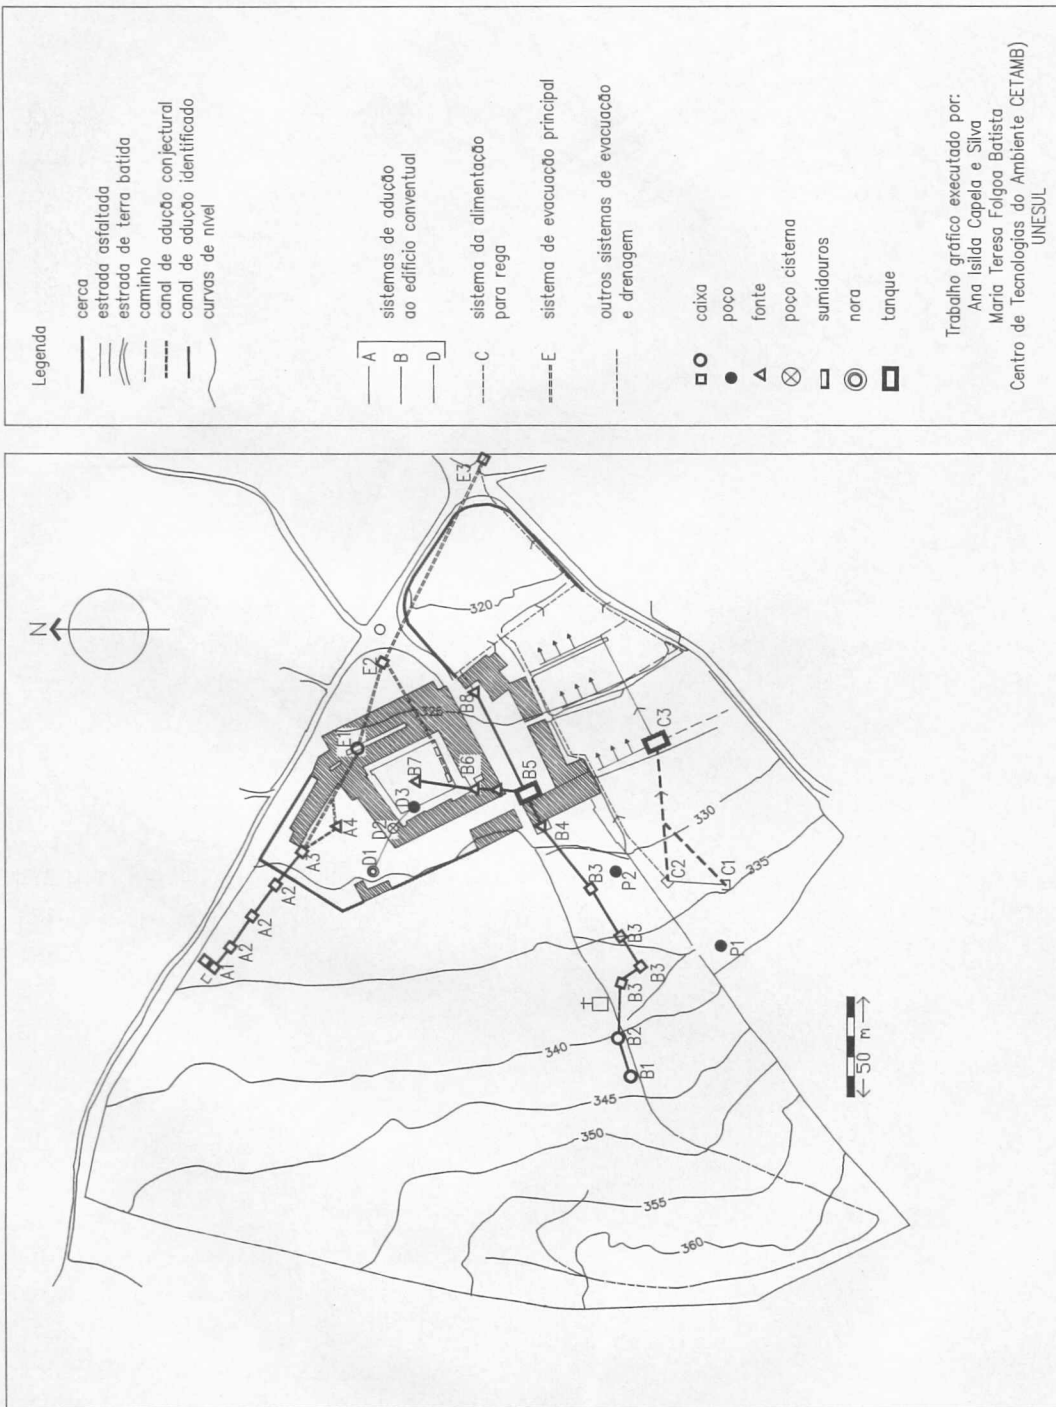 Legenda
cerca
estrada asfaltada
estrada de terra batida
caminho
canal de adução conjectural
canal de adução identificado
curvas de nível
A
B
D
sistemas de adução
ao edifício conventual
C
sistema da alimentação
para rega
E
sistema de evacuação principal
outros sistemas de evacuação
e drenagem
caixa
poço
fonte
poço cisterna
sumidouros
nora
tanque
Trabalho gráfico executado por:
Ana Isilda Capela e Silva
Maria Teresa Folgoa Batista
Centro de Tecnologias do Ambiente CETAMB)
UNESUL
N
A1
A2
A2
A2
A3
A4
E1
E2
E3
D1
D2
D3
B7
B6
B8
B5
B4
B3
B3
B3
B3
B2
B1
P2
P1
C2
C1
C3
320
325
330
335
340
345
350
355
360
50 m